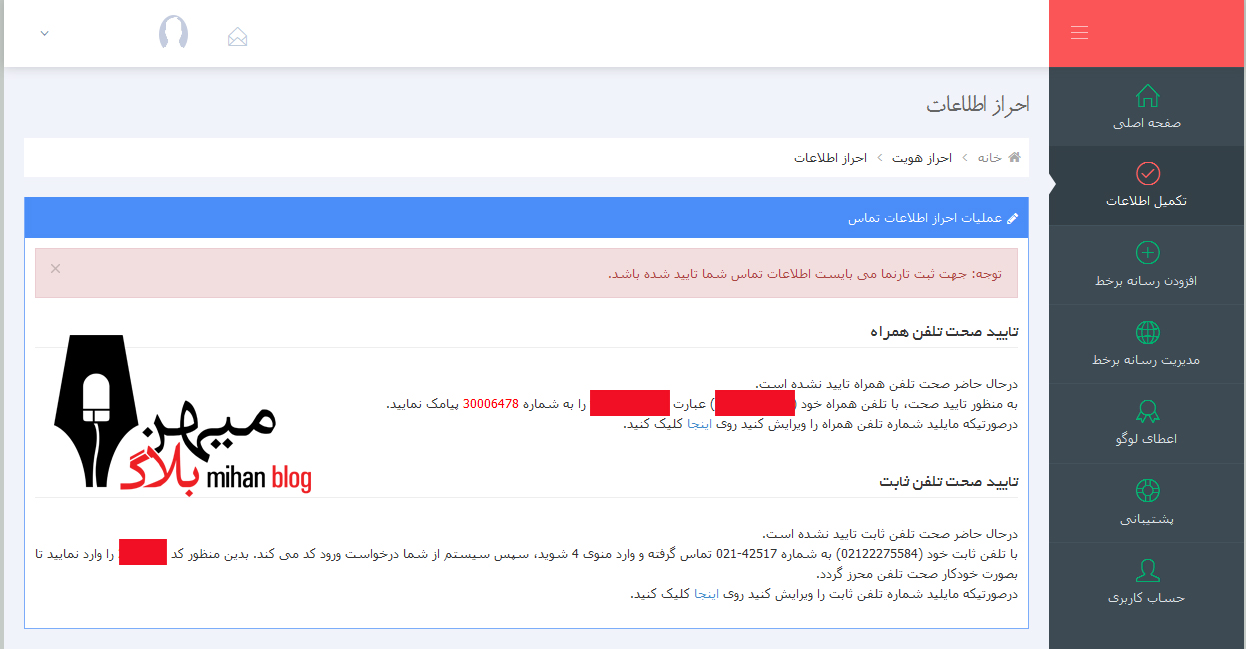 صفحه اصلی
تکمیل اطلاعات
افزودن رسانه برخط
مدیریت رسانه برخط
اعطای لوگو
پشتیبانی
حساب کاربری
احراز اطلاعات
خانه > احراز هویت > احراز اطلاعات
عملیات احراز اطلاعات تماس
توجه: جهت ثبت تارنما می بایست اطلاعات تماس شما تایید شده باشد.
×
تایید صحت تلفن همراه
درحال حاضر صحت تلفن همراه تایید نشده است.
به منظور تایید صحت، با تلفن همراه خود ( ) عبارت را به شماره 30006478 پیامک نمایید.
درصورتیکه مایلید شماره تلفن همراه را ویرایش کنید روی اینجا کلیک کنید.
میهن
بلاگ mihan blog
تایید صحت تلفن ثابت
درحال حاضر صحت تلفن ثابت تایید نشده است.
با تلفن ثابت خود (02122275584) به شماره 42517-021 تماس گرفته و وارد منوی 4 شوید، سپس سیستم از شما درخواست ورود کد می کند. بدین منظور کد را وارد نمایید تا
بصورت خودکار صحت تلفن محرز گردد.
درصورتیکه مایلید شماره تلفن ثابت را ویرایش کنید روی اینجا کلیک کنید.